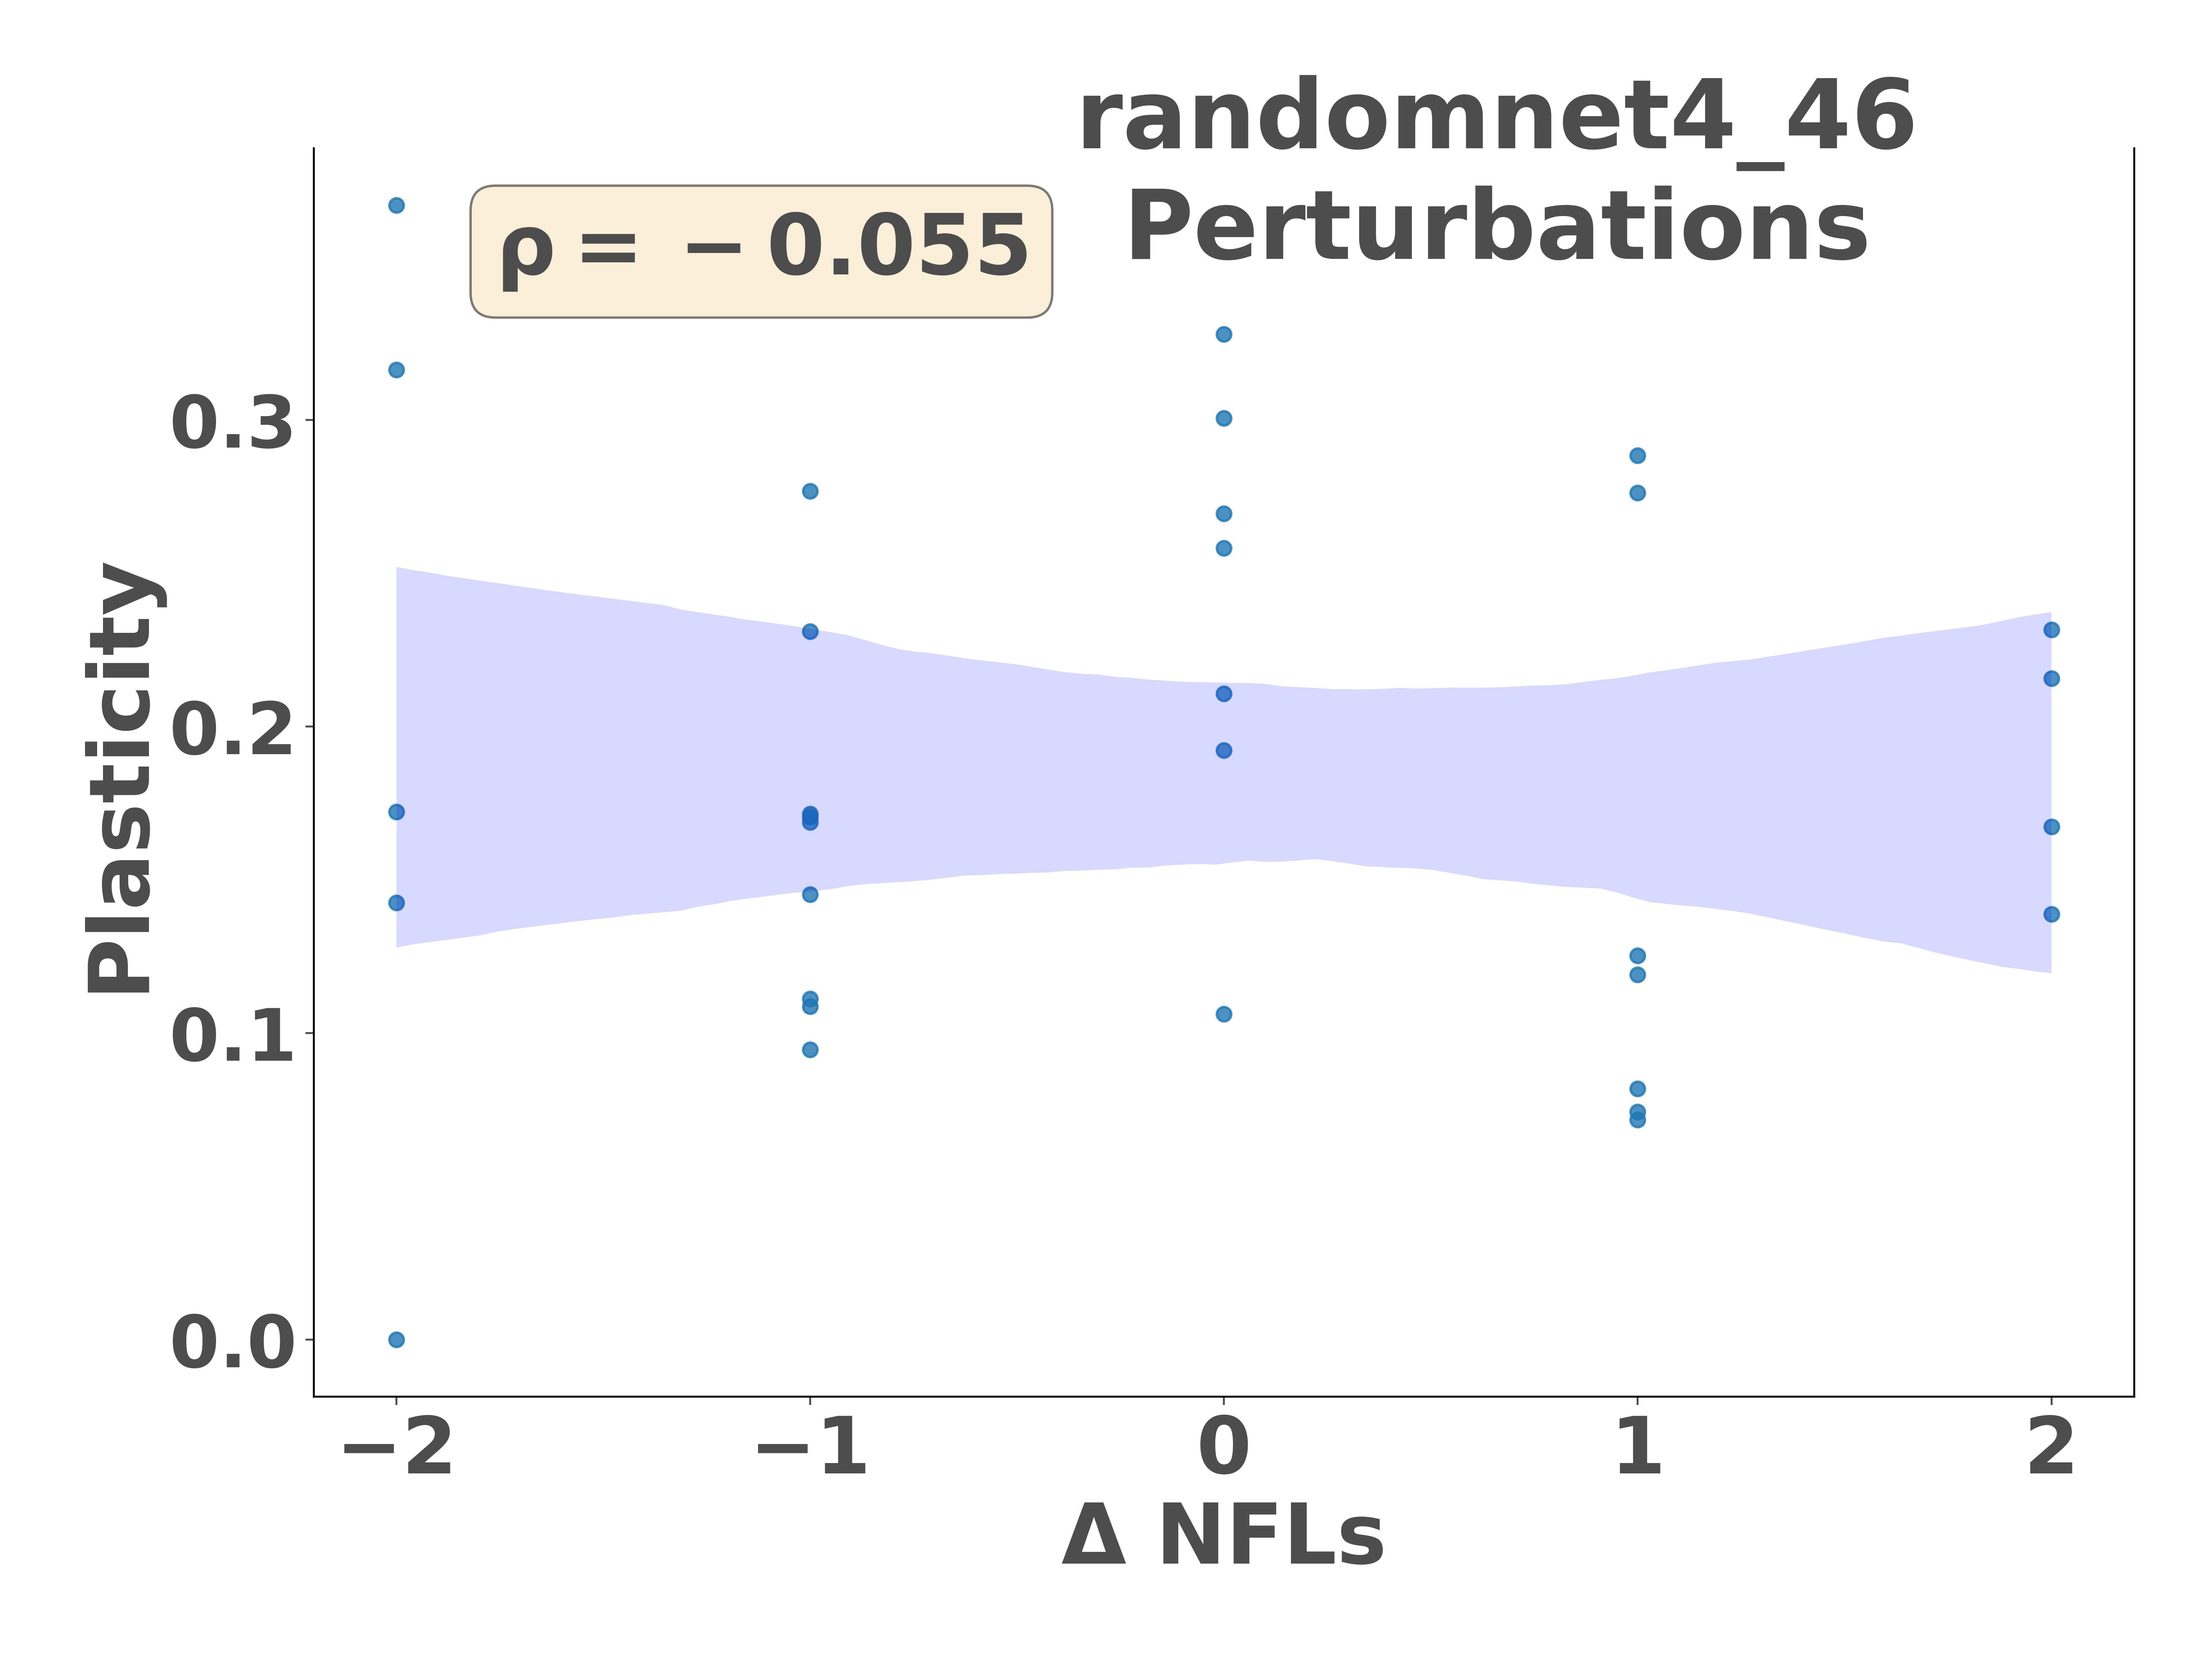 randomnet4_46
Perturbations
ρ = − 0.055
Plasticity
0.3
0.2
0.1
0.0
−2 −1 0 1 2
Δ NFLs